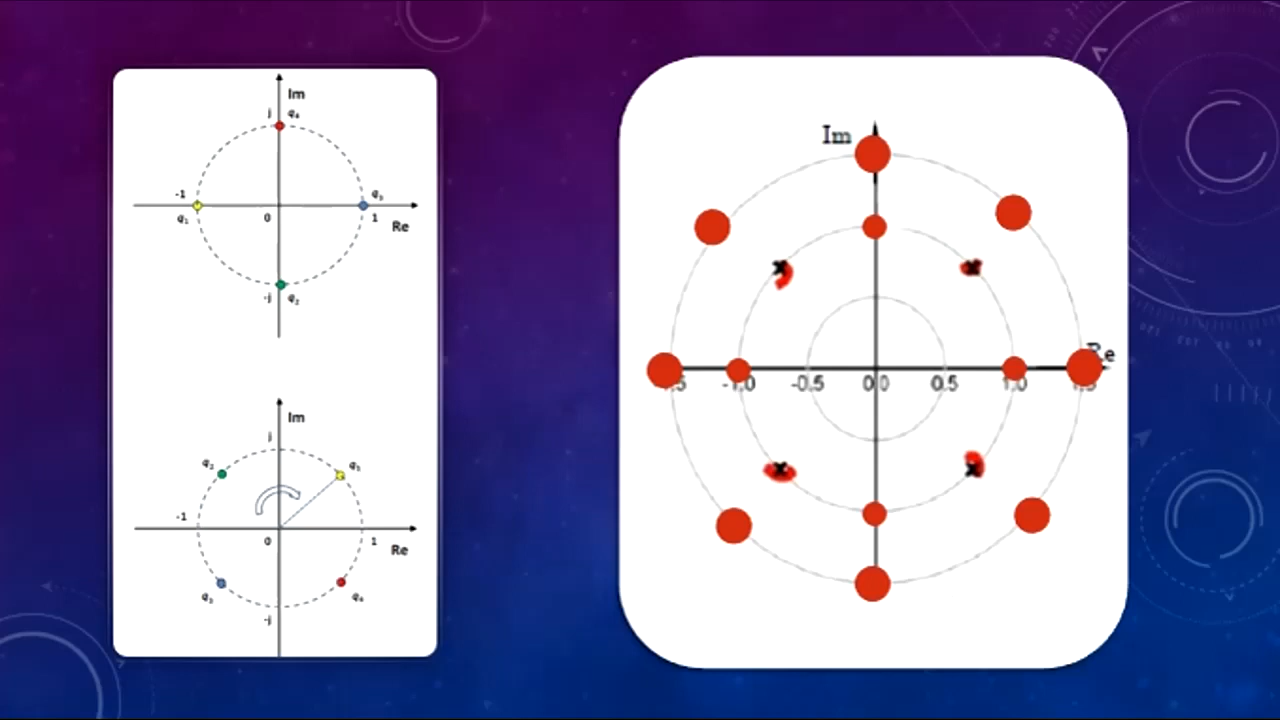 Im
j q₄
-1 q₃
q₁ 0 1
Re
-j q₂
Im
j
q₂ q₁
-1
0 1
Re
q₃ q₄
-j
Im
Re
-1.0 -0.5 0.0 0.5 1.0